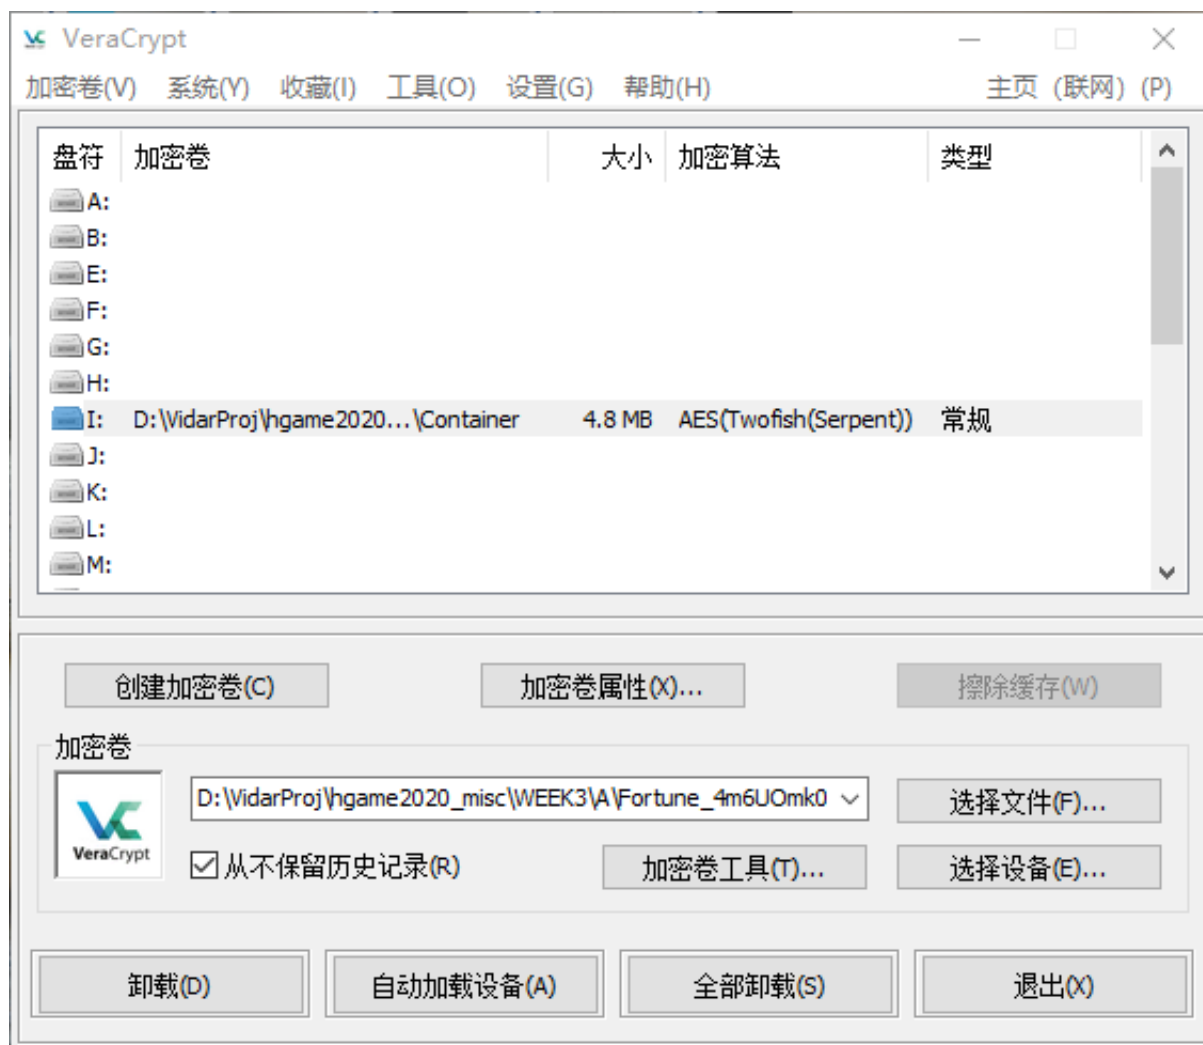 VeraCrypt
加密卷(V) 系统(Y) 收藏(I) 工具(O) 设置(G) 帮助(H) 主页 (联网) (P)
盘符 加密卷 大小 加密算法 类型
A:
B:
E:
F:
G:
H:
I: D:\VidarProj\hgame2020...\Container 4.8 MB AES(Twofish(Serpent)) 常规
J:
K:
L:
M:
创建加密卷(C) 加密卷属性(X)... 擦除缓存(W)
加密卷
D:\VidarProj\hgame2020_misc\WEEK3\A\Fortune_4m6UOmk0 选择文件(F)...
VeraCrypt
从不保留历史记录(R) 加密卷工具(T)... 选择设备(E)...
卸载(D) 自动加载设备(A) 全部卸载(S) 退出(X)